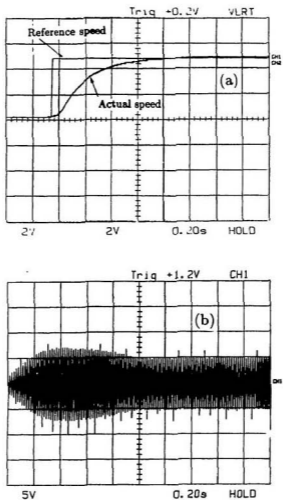 Trig +0.2V VLRT
Reference speed
CH1
CH2
(a)
Actual speed
2V 2V 0.20s HOLD
Trig +1.2V CH1
(b)
CH1
5V 0.20s HOLD